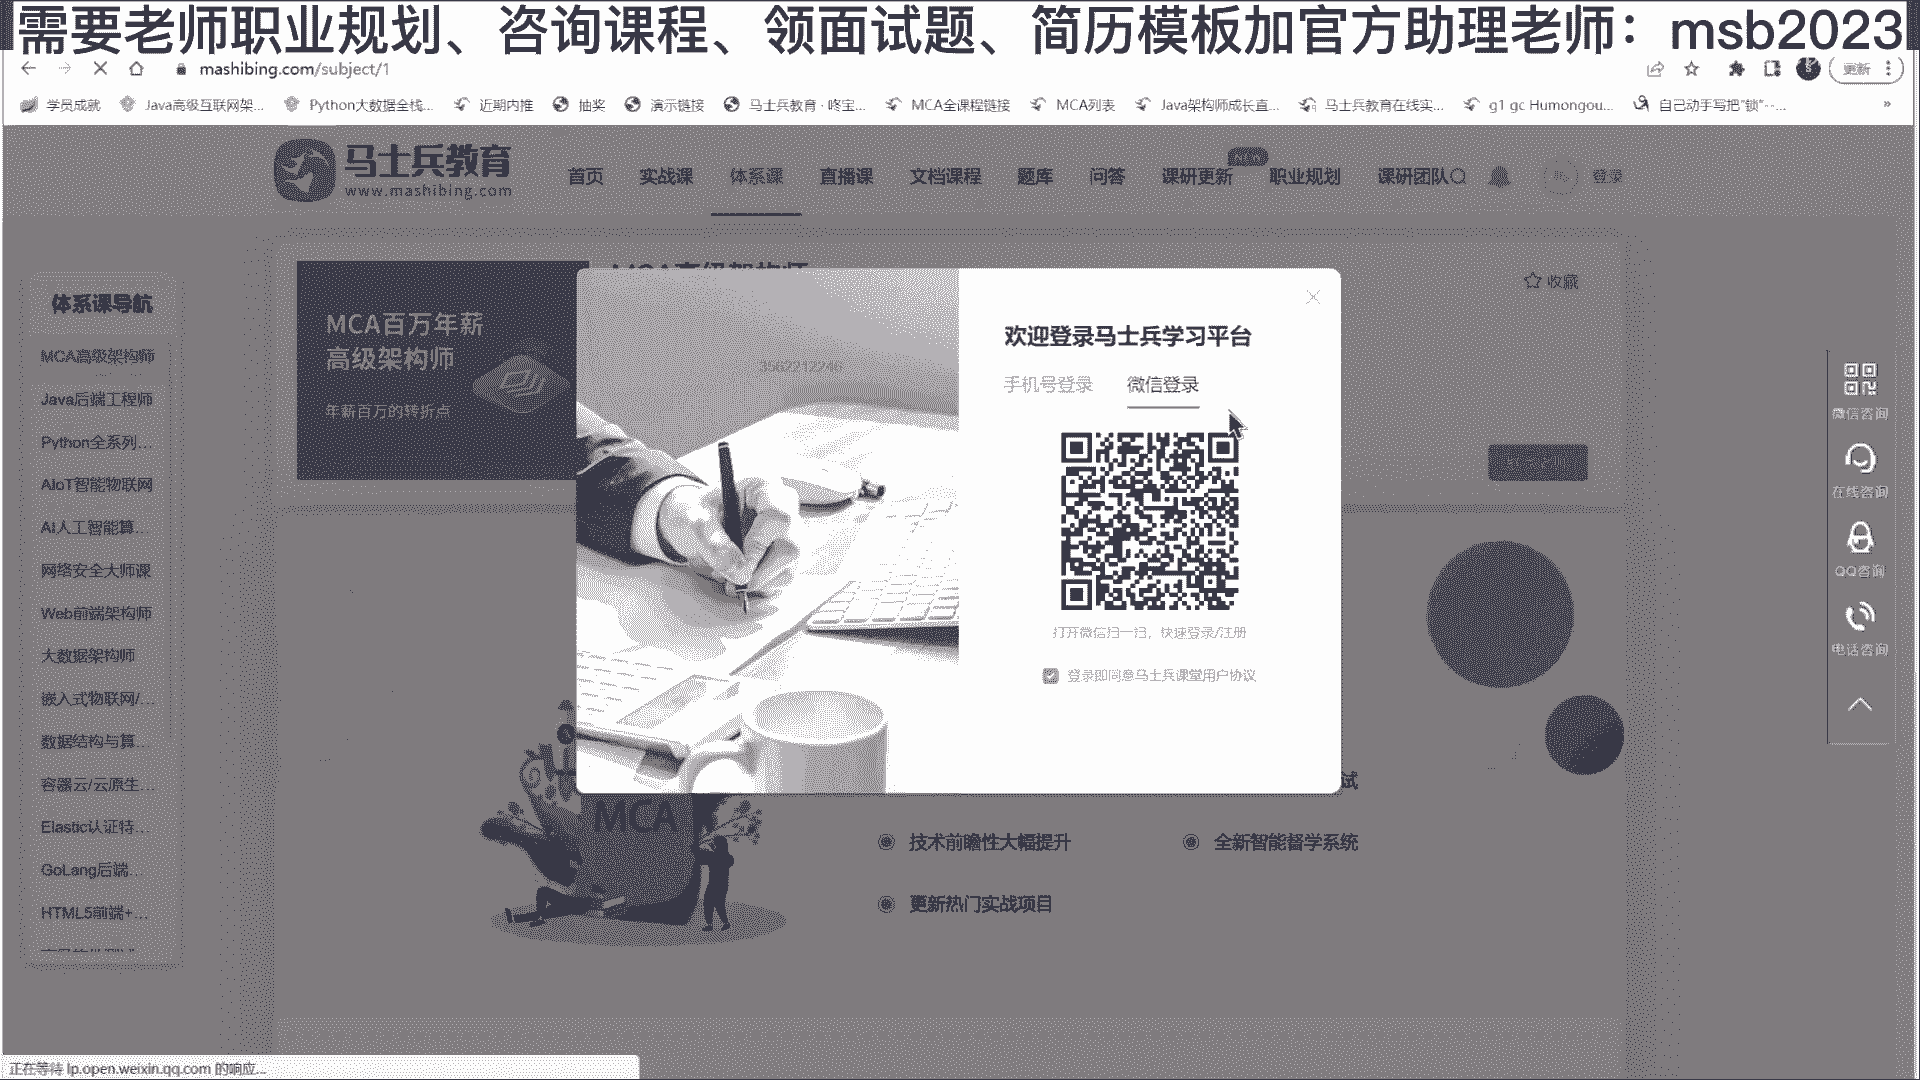 需要老师职业规划、咨询课程、领面试题、简历模板加官方助理老师：msb2023
mashibing.com/subject/1
更新
学员成就 Java高级互联网架... Python大数据全栈... 近期内推 抽奖 演示链接 马士兵教育 · 咚宝... MCA全课程链接 MCA列表 Java架构师成长直... 马士兵教育在线实... g1 gc Humongou... 自己动手写把"锁"--... »
马士兵教育
www.mashibing.com
首页 实战课 体系课 直播课 文档课程 题库 问答 课研更新 NEW 职业规划 课研团队 登录
体系课导航
MCA高级架构师
Java后端工程师
Python全系列...
AIoT智能物联网
AI人工智能算...
网络安全大师课
Web前端架构师
大数据架构师
嵌入式物联网/...
数据结构与算...
容器云/云原生...
Elastic认证特...
GoLang后端...
HTML5前端+...
MCA高级架构师
收藏
MCA百万年薪
高级架构师
年薪百万的转折点
3562212246
欢迎登录马士兵学习平台
手机号登录 微信登录
打开微信扫一扫，快速登录/注册
登录即同意马士兵课堂用户协议
微信咨询
在线咨询
QQ咨询
电话咨询
MCA
试
技术前瞻性大幅提升 全新智能督学系统
更新热门实战项目
正在等待 lp.open.weixin.qq.com 的响应...